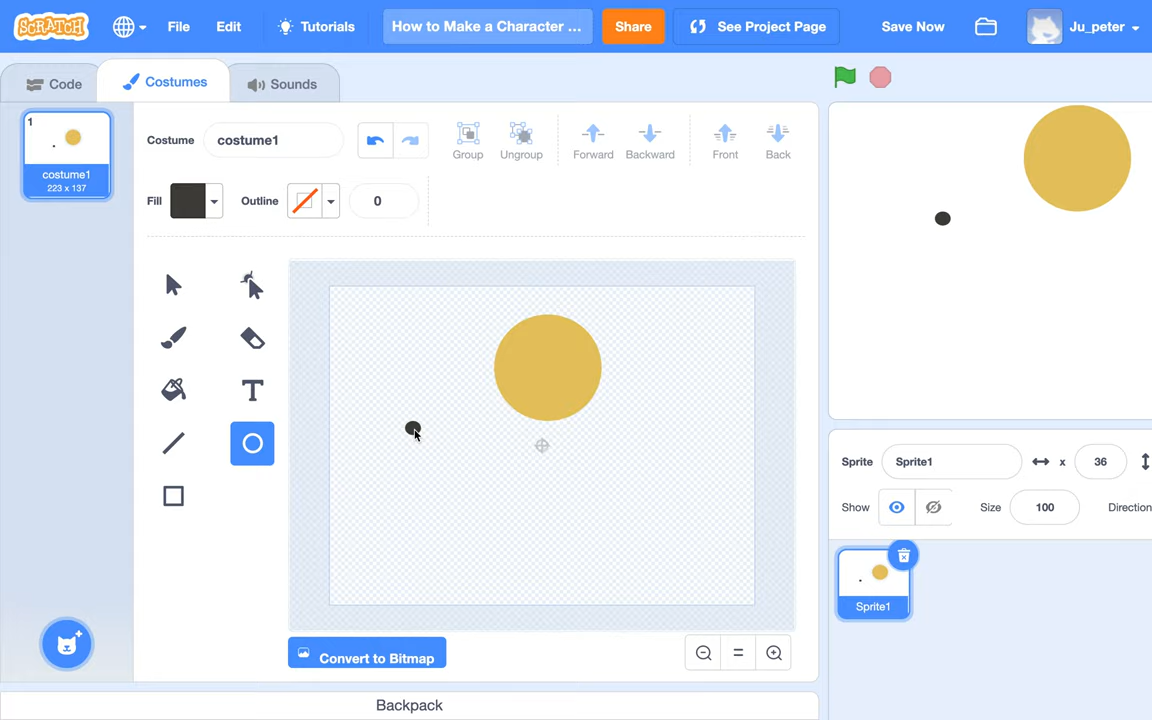 SCRATCH
File
Edit
Tutorials
How to Make a Character ...
Share
See Project Page
Save Now
Ju_peter
Code
Costumes
Sounds
1
costume1
223 x 137
Costume
costume1
Group
Ungroup
Forward
Backward
Front
Back
Fill
Outline
0
T
Convert to Bitmap
Backpack
Sprite
Sprite1
x
36
Show
Size
100
Direction
Sprite1